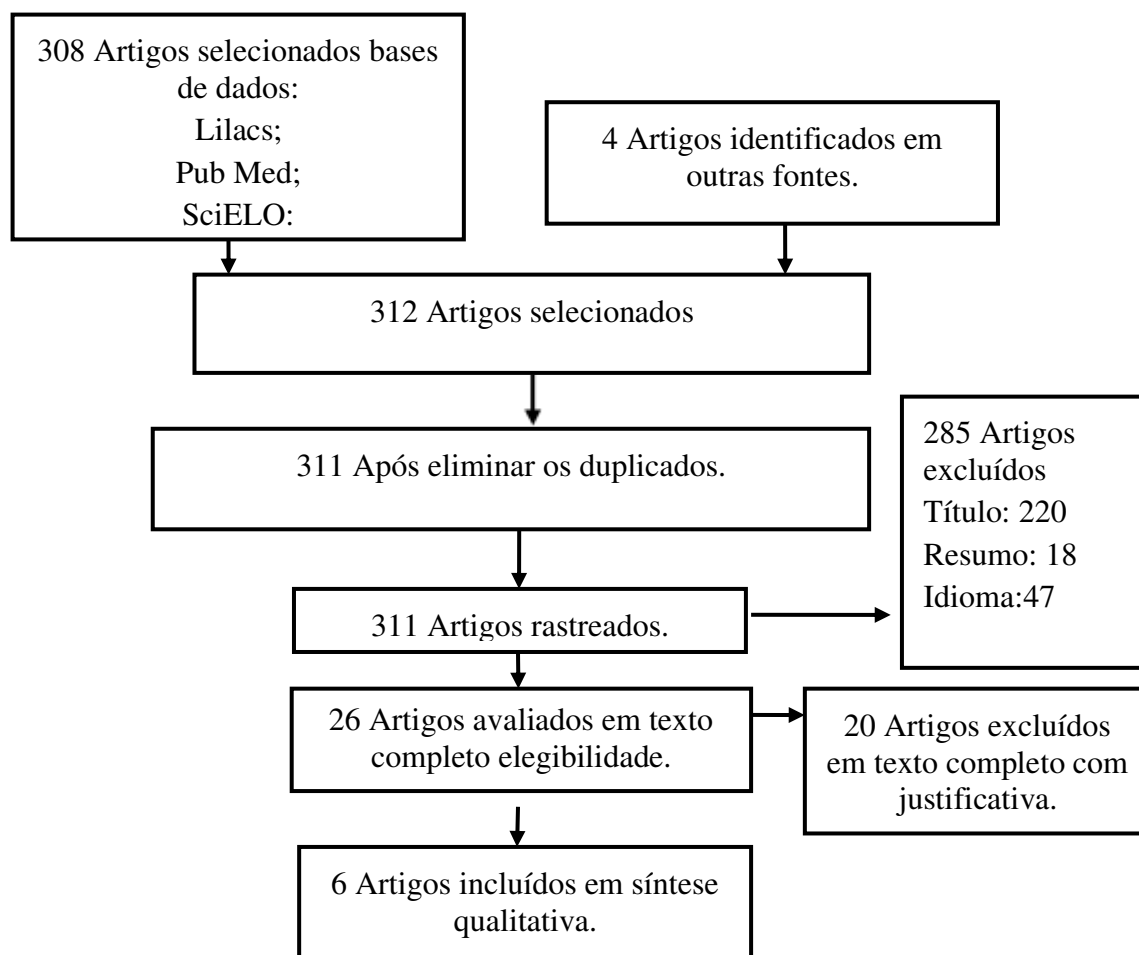 308 Artigos selecionados bases
de dados:
Lilacs;
Pub Med;
SciELO:
4 Artigos identificados em
outras fontes.
312 Artigos selecionados
311 Após eliminar os duplicados.
285 Artigos
excluídos
Título: 220
Resumo: 18
Idioma:47
311 Artigos rastreados.
26 Artigos avaliados em texto
completo elegibilidade.
20 Artigos excluídos
em texto completo com
justificativa.
6 Artigos incluídos em síntese
qualitativa.